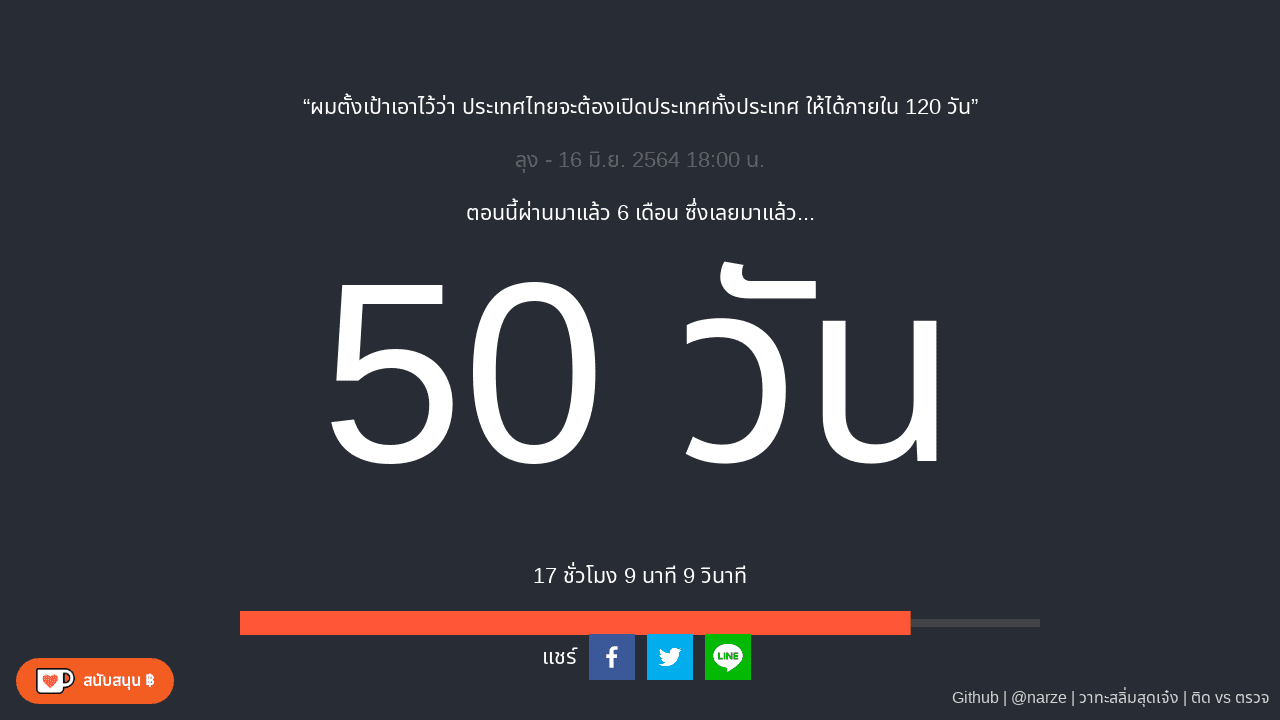 “ผมตั้งเป้าเอาไว้ว่า ประเทศไทยจะต้องเปิดประเทศทั้งประเทศ ให้ได้ภายใน 120 วัน”
ลุง - 16 มิ.ย. 2564 18:00 น.
ตอนนี้ผ่านมาแล้ว 6 เดือน ซึ่งเลยมาแล้ว...
50 วัน
17 ชั่วโมง 9 นาที 9 วินาที
แชร์ LINE
สนับสนุน ฿
Github | @narze | วาทะสลิ่มสุดเจ๋ง | ติด vs ตรวจ